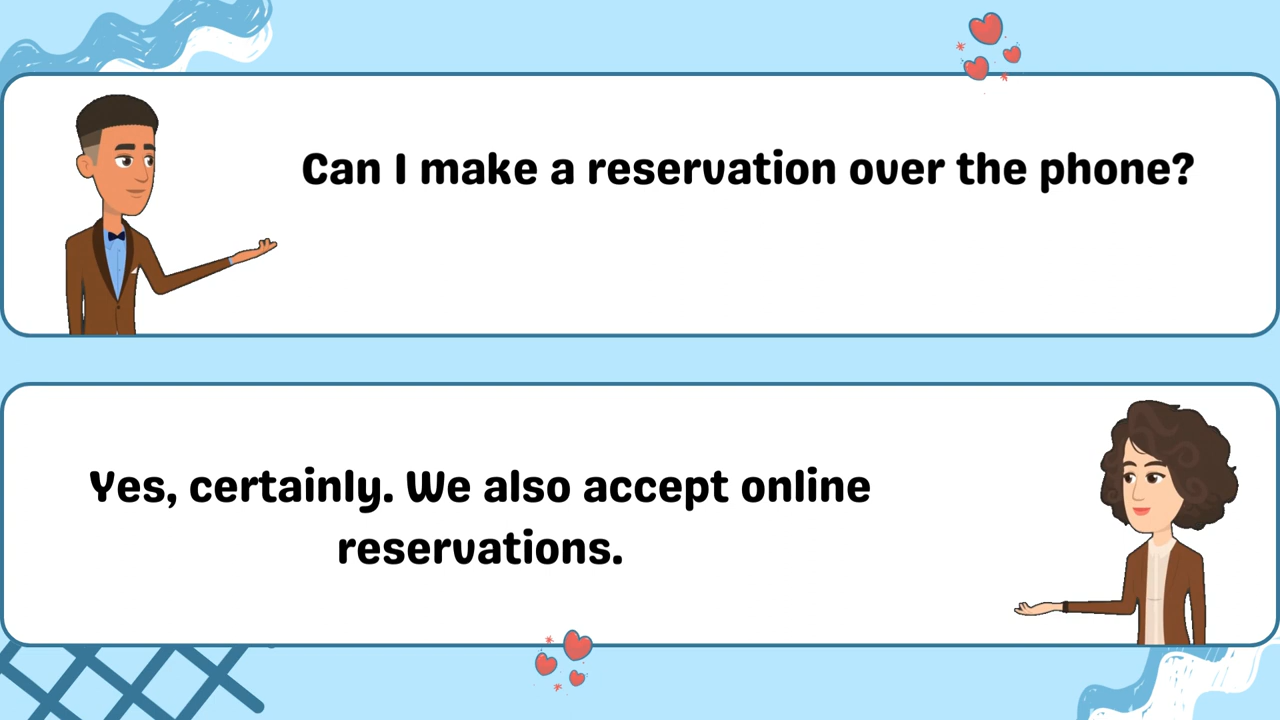 Can I make a reservation over the phone?
Yes, certainly. We also accept online
reservations.